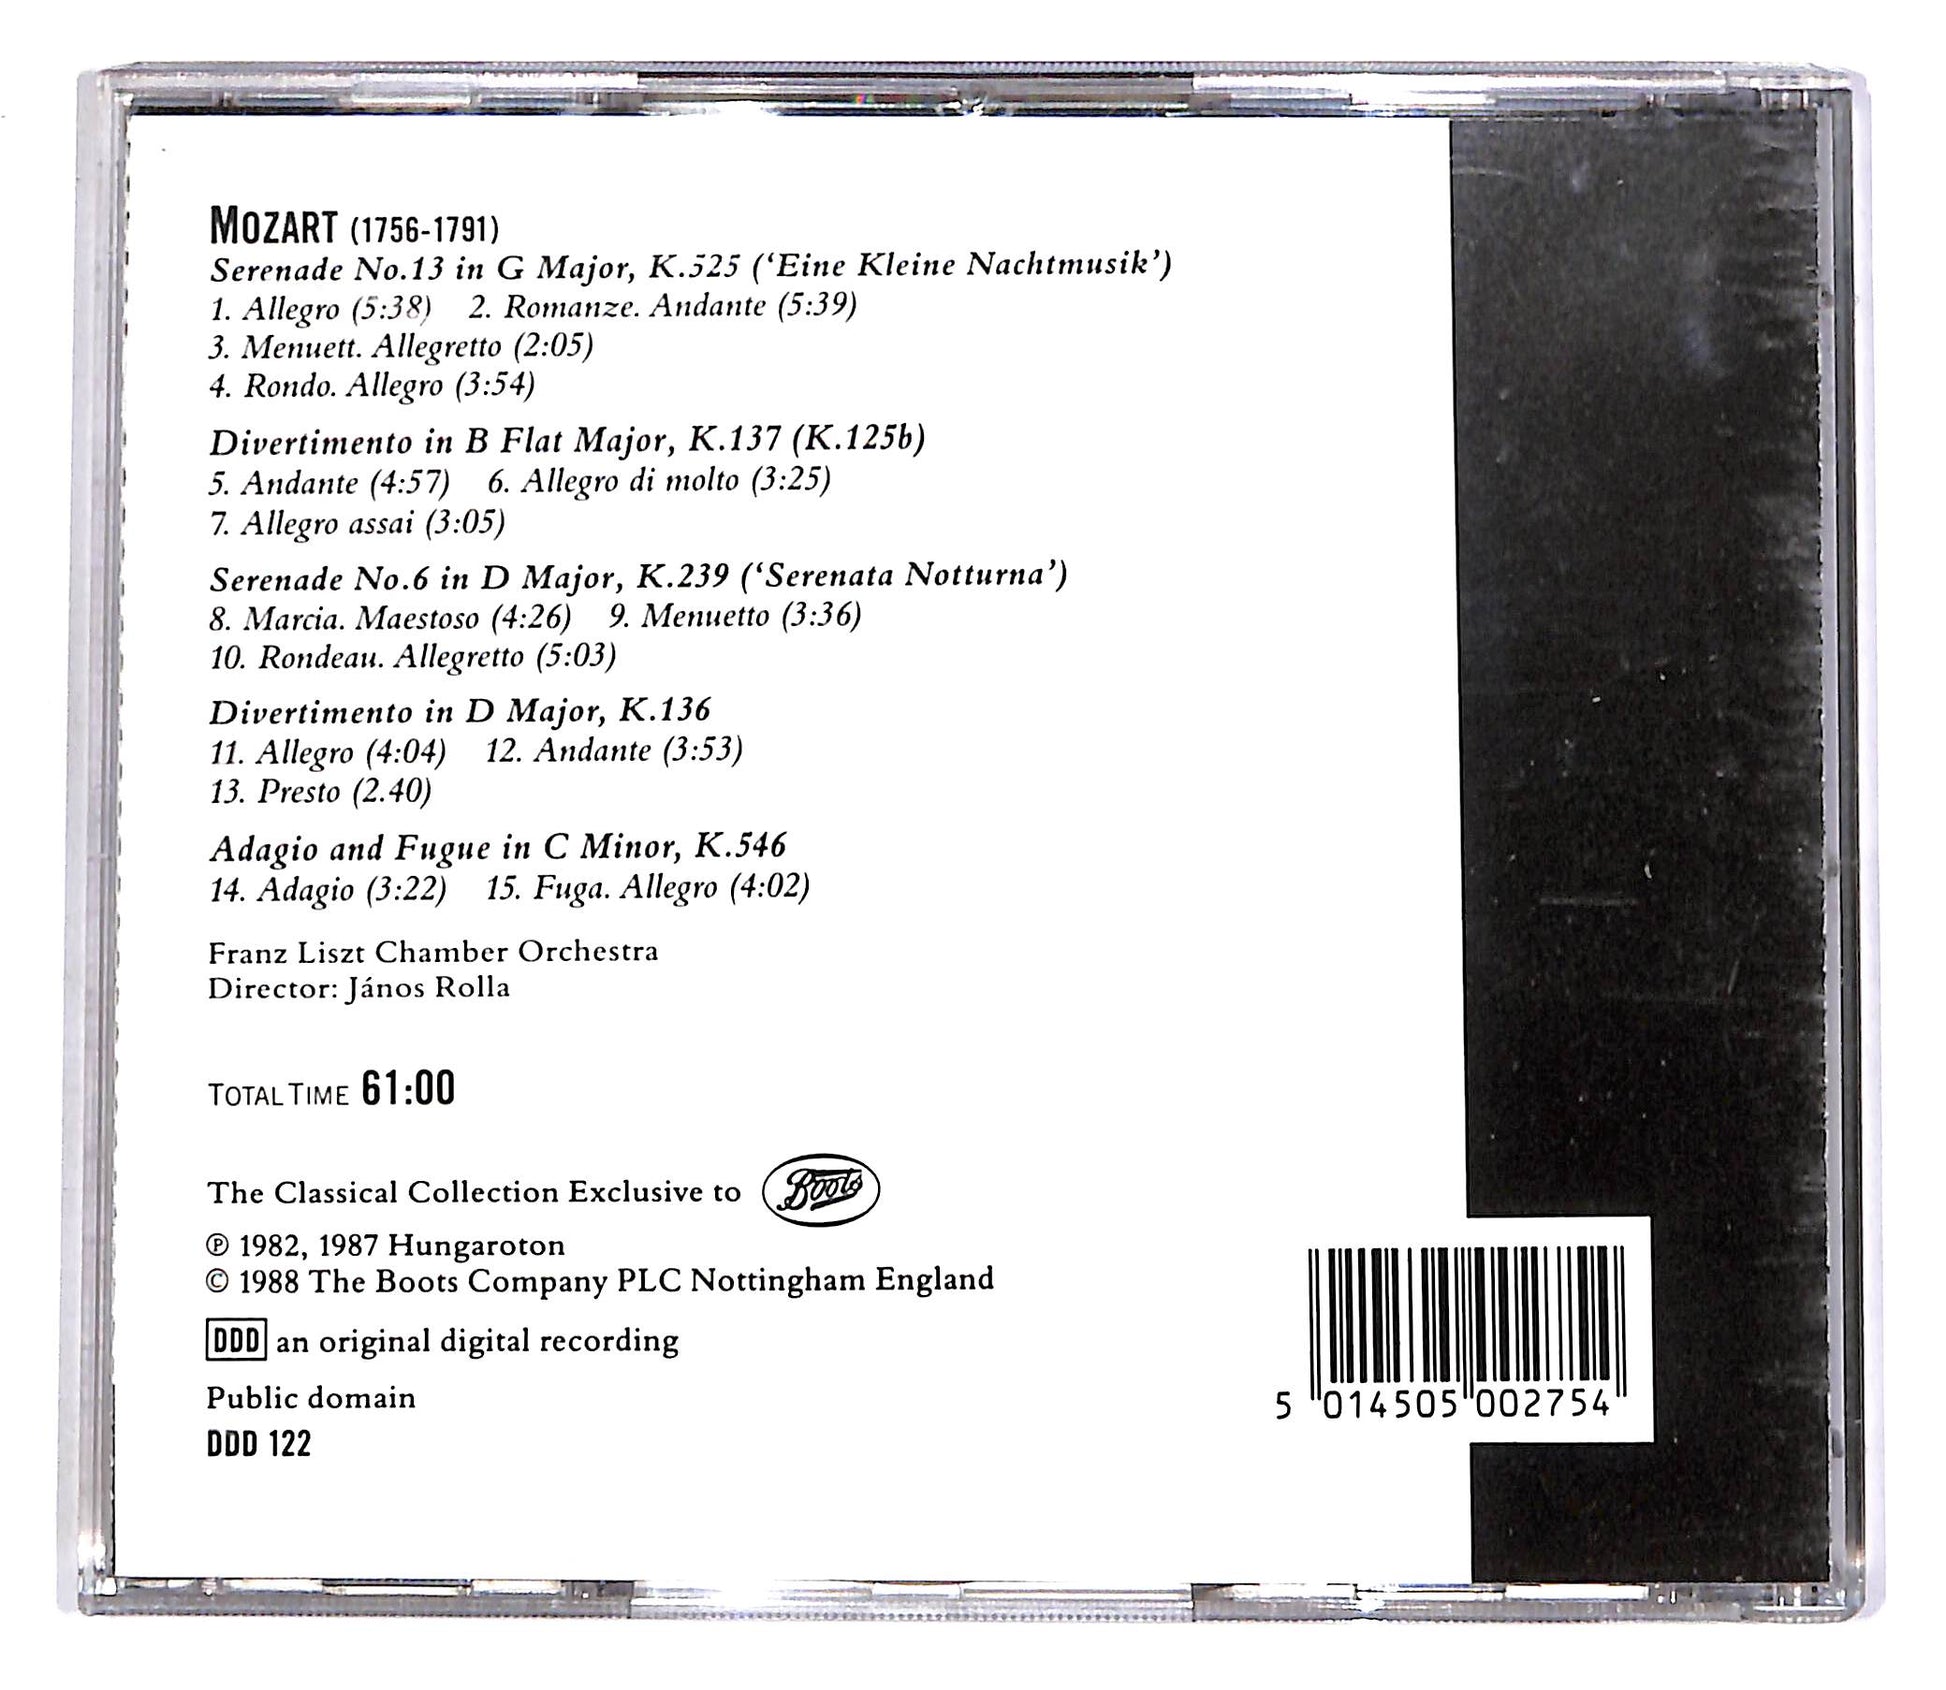 MOZART (1756-1791)
Serenade No.13 in G Major, K.525 (‘Eine Kleine Nachtmusik’)
1. Allegro (5:38) 2. Romanze. Andante (5:39)
3. Menuett. Allegretto (2:05)
4. Rondo. Allegro (3:54)
Divertimento in B Flat Major, K.137 (K.125b)
5. Andante (4:57) 6. Allegro di molto (3:25)
7. Allegro assai (3:05)
Serenade No.6 in D Major, K.239 (‘Serenata Notturna’)
8. Marcia. Maestoso (4:26) 9. Menuetto (3:36)
10. Rondeau. Allegretto (5:03)
Divertimento in D Major, K.136
11. Allegro (4:04) 12. Andante (3:53)
13. Presto (2.40)
Adagio and Fugue in C Minor, K.546
14. Adagio (3:22) 15. Fuga. Allegro (4:02)
Franz Liszt Chamber Orchestra
Director: János Rolla
TOTAL TIME 61:00
The Classical Collection Exclusive to Boots
℗ 1982, 1987 Hungaroton
© 1988 The Boots Company PLC Nottingham England
DDD an original digital recording
Public domain
DDD 122
5 014505 002754